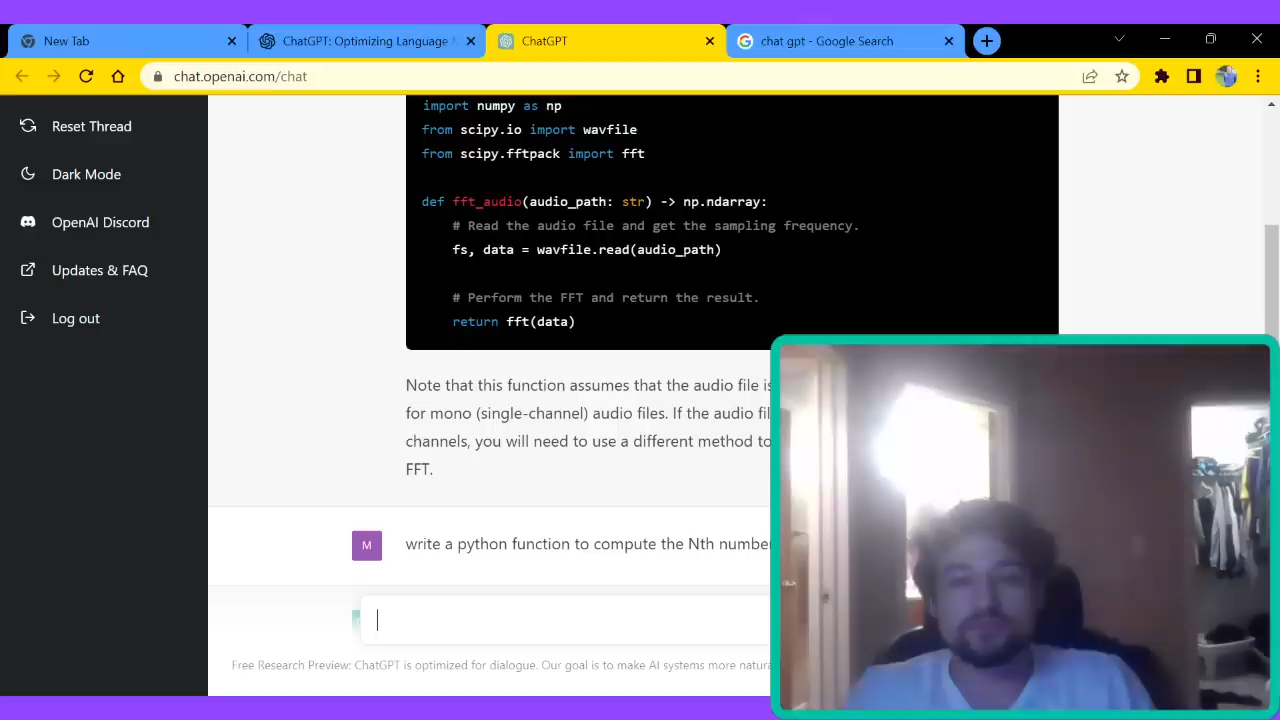 New Tab
ChatGPT: Optimizing Language
ChatGPT
chat gpt - Google Search
chat.openai.com/chat
Reset Thread
Dark Mode
OpenAI Discord
Updates & FAQ
Log out
import numpy as np
from scipy.io import wavfile
from scipy.fftpack import fft
def fft_audio(audio_path: str) -> np.ndarray:
# Read the audio file and get the sampling frequency.
fs, data = wavfile.read(audio_path)
# Perform the FFT and return the result.
return fft(data)
Note that this function assumes that the audio file is
for mono (single-channel) audio files. If the audio fil
channels, you will need to use a different method to
FFT.
M
write a python function to compute the Nth number
Free Research Preview: ChatGPT is optimized for dialogue. Our goal is to make AI systems more natura